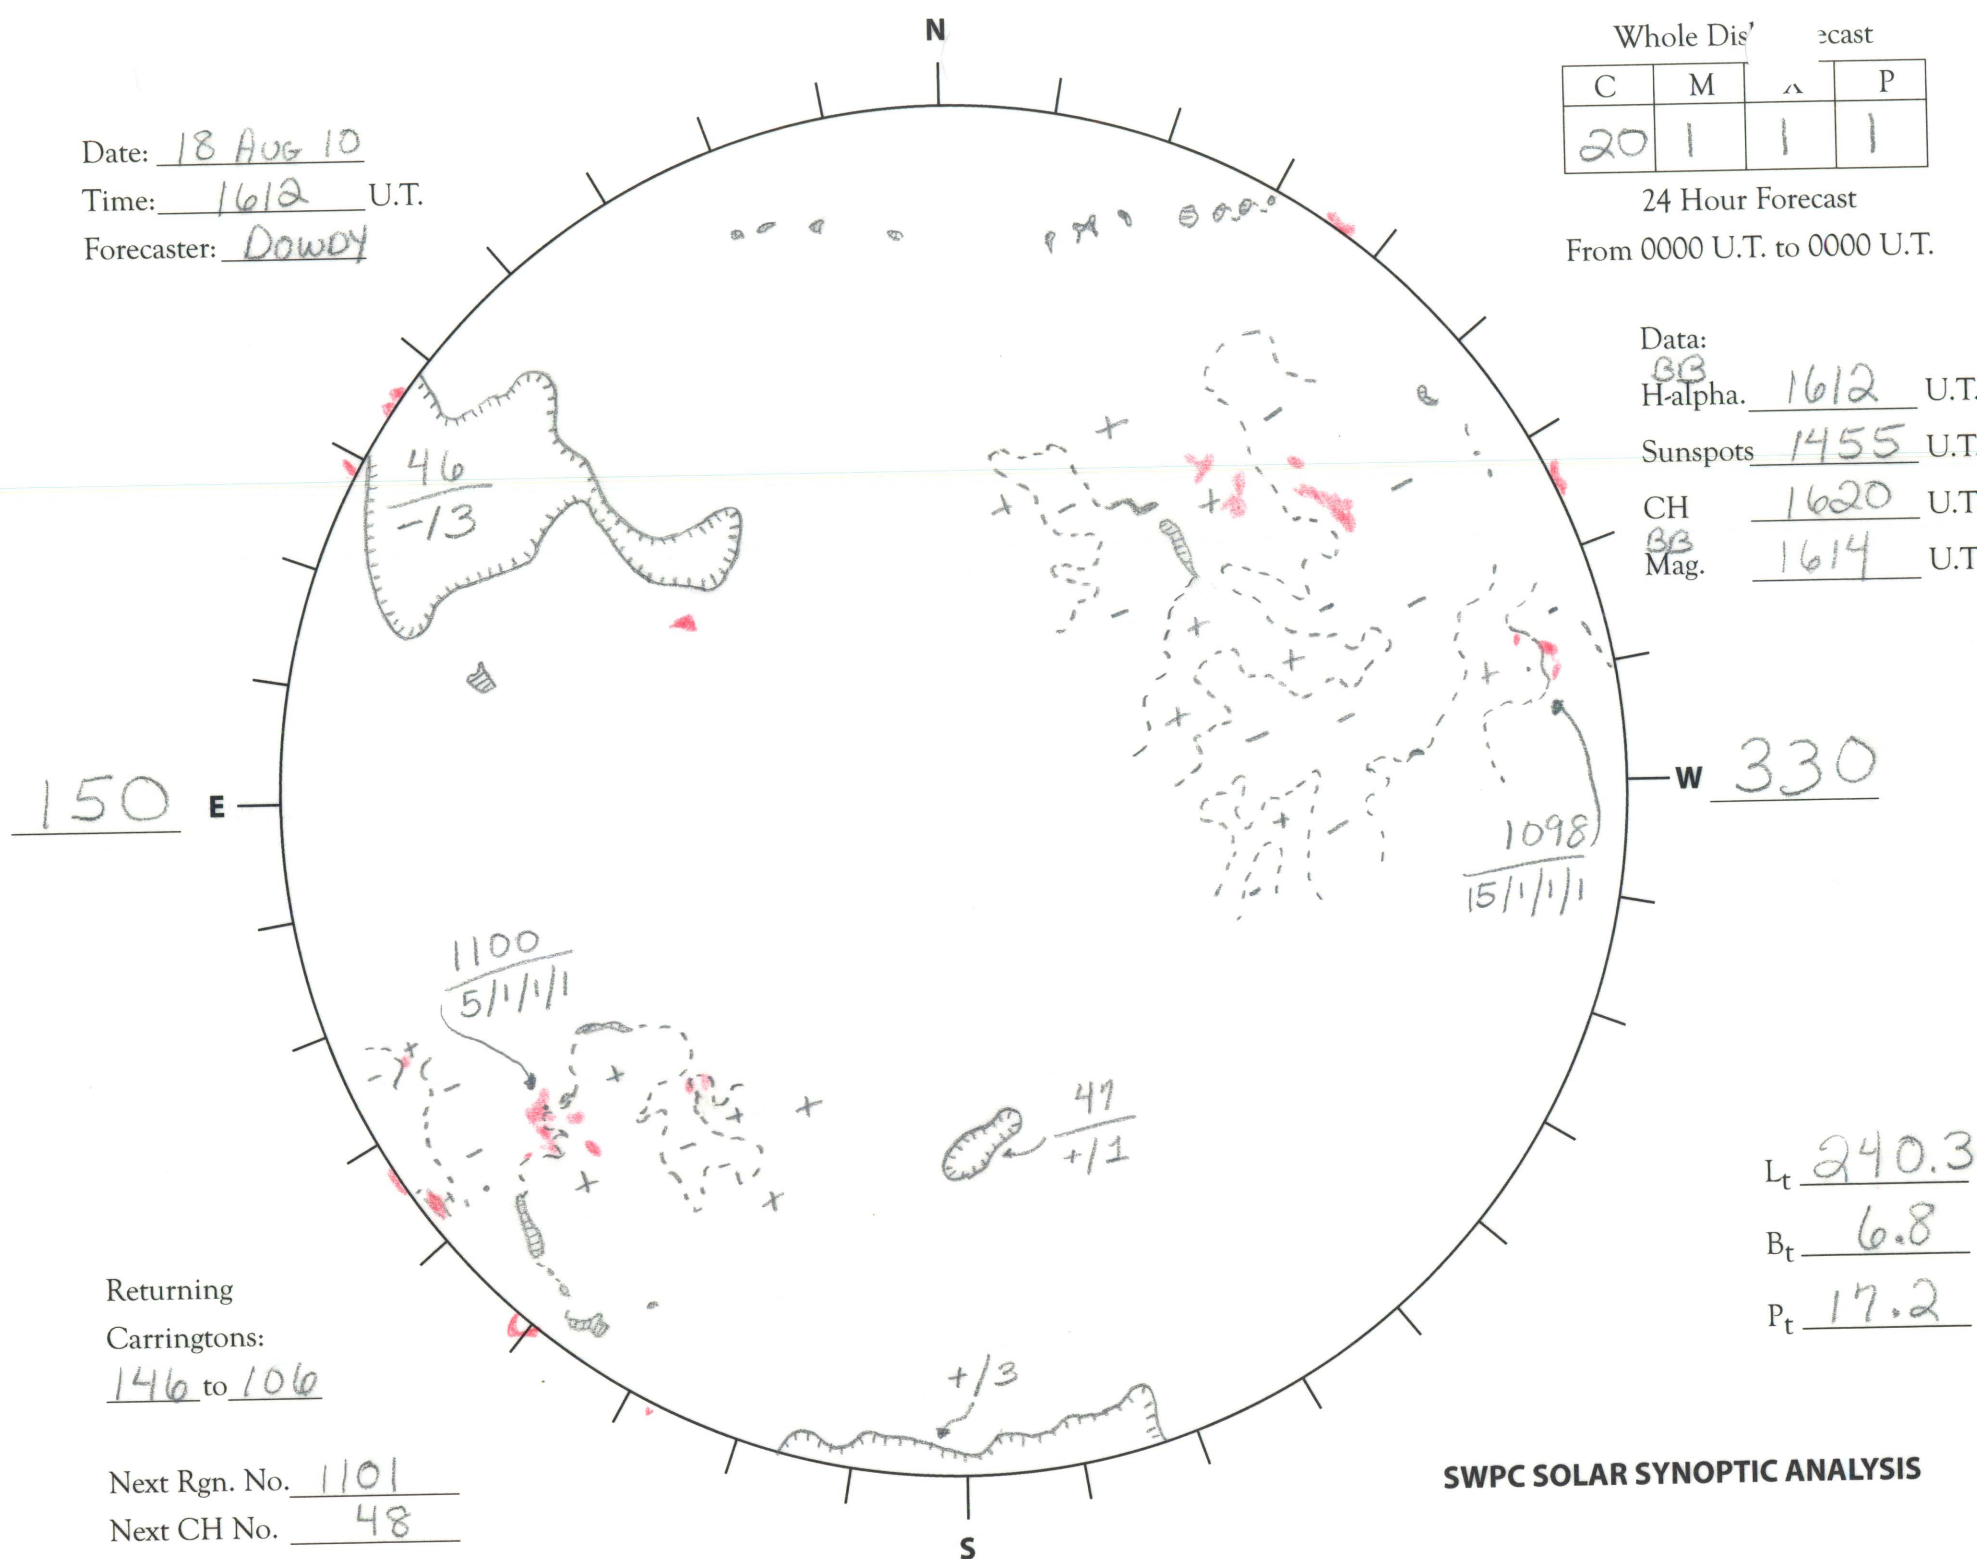 N
Whole Dis ecast
C M P
20 1 1 1
24 Hour Forecast
From 0000 U.T. to 0000 U.T.
Date: 18 AUG 10
Time: 1612 U.T.
Forecaster: DOWDY
Data:
BB
H-alpha. 1612 U.T.
Sunspots 1455 U.T
CH 1620 U.T
BB
Mag. 1614 U.T
46
-/3
150 E
W 330
1098
15/1/1/1
1100
5/1/1/1
47
+/1
Lt 240.3
Bt 6.8
Pt 17.2
Returning
Carringtons:
146 to 106
+/3
Next Rgn. No. 1101
Next CH No. 48
SWPC SOLAR SYNOPTIC ANALYSIS
S